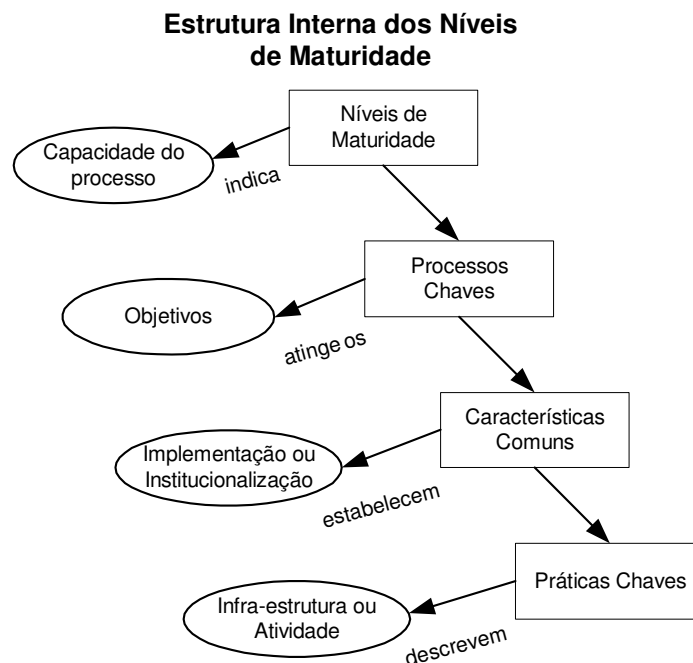 Estrutura Interna dos Níveis
de Maturidade
Níveis de
Maturidade
Capacidade do
processo
indica
Processos
Chaves
Objetivos
atinge os
Características
Comuns
Implementação ou
Institucionalização
estabelecem
Práticas Chaves
Infra-estrutura ou
Atividade
descrevem